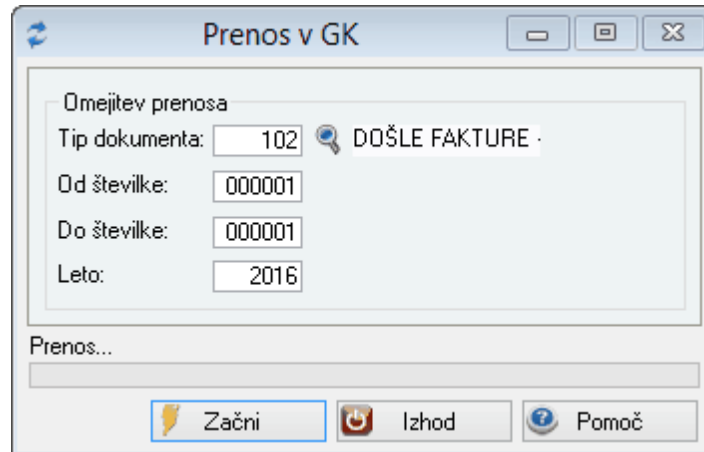 Prenos v GK
Omejitev prenosa
Tip dokumenta: 102 DOŠLE FAKTURE -
Od številke: 000001
Do številke: 000001
Leto: 2016
Prenos...
Začni Izhod Pomoč